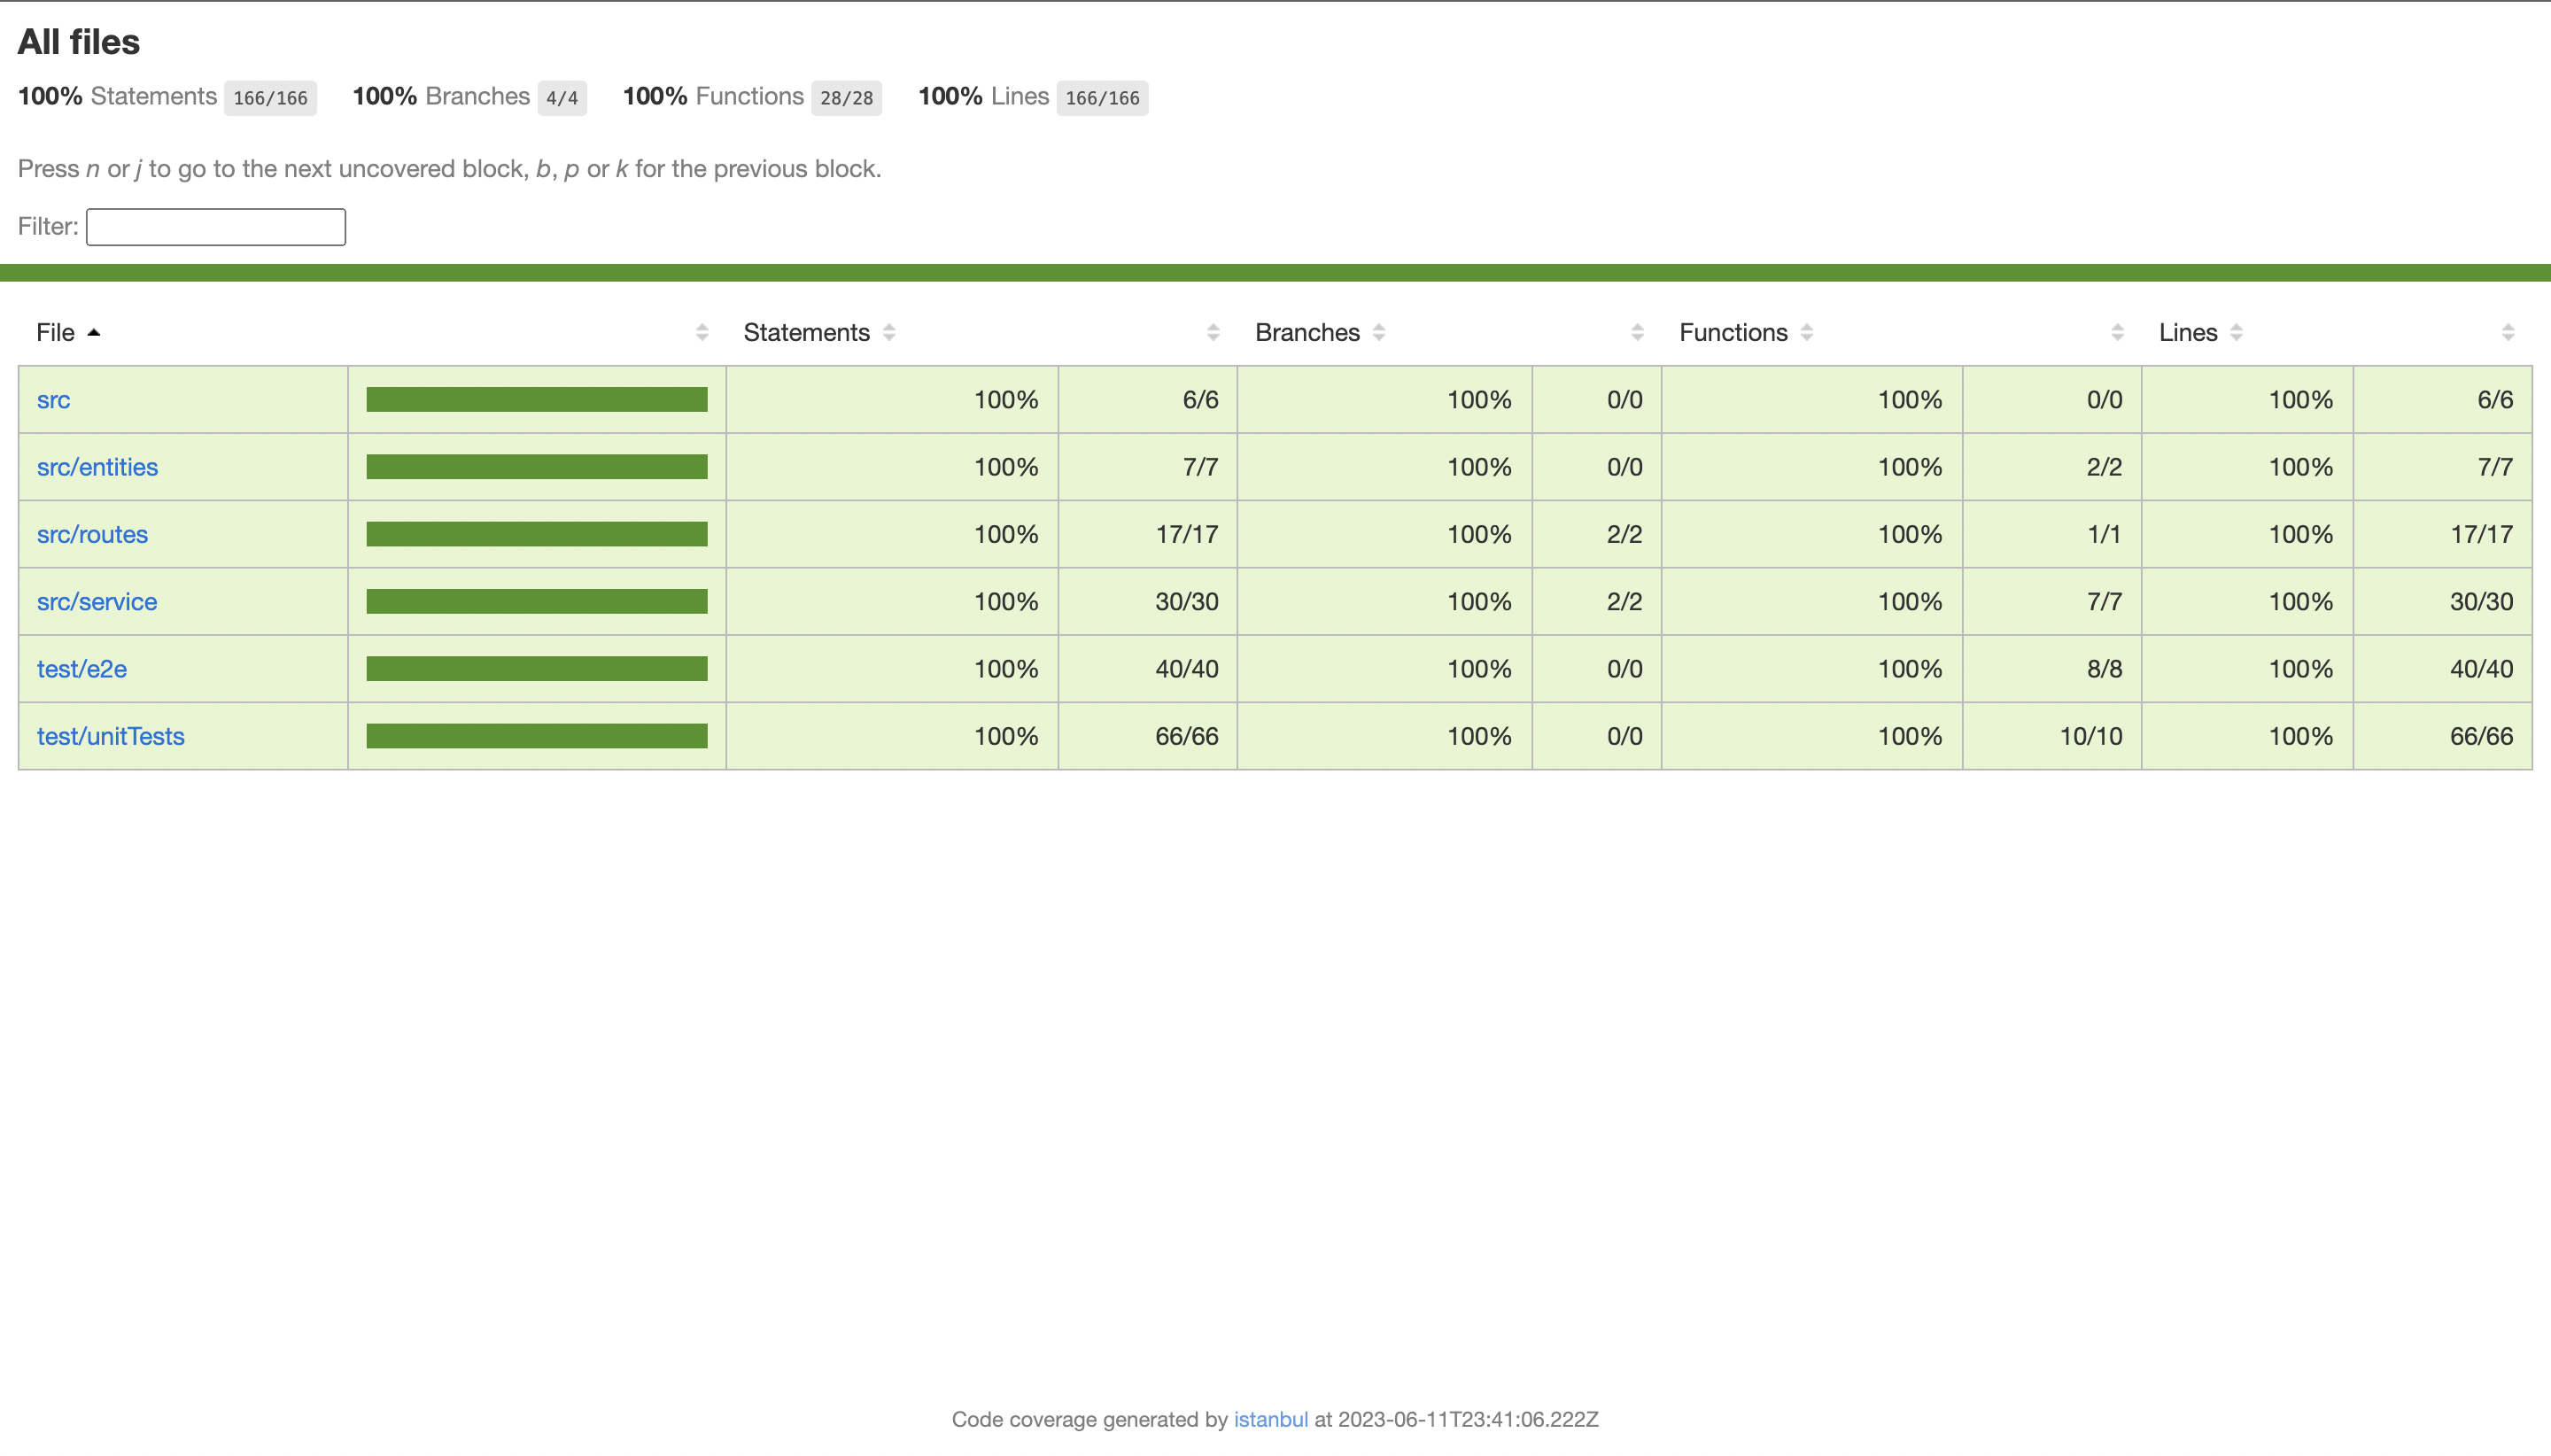 All files
100% Statements 166/166 100% Branches 4/4 100% Functions 28/28 100% Lines 166/166
Press n or j to go to the next uncovered block, b, p or k for the previous block.
Filter:
File Statements Branches Functions Lines
src 100% 6/6 100% 0/0 100% 0/0 100% 6/6
src/entities 100% 7/7 100% 0/0 100% 2/2 100% 7/7
src/routes 100% 17/17 100% 2/2 100% 1/1 100% 17/17
src/service 100% 30/30 100% 2/2 100% 7/7 100% 30/30
test/e2e 100% 40/40 100% 0/0 100% 8/8 100% 40/40
test/unitTests 100% 66/66 100% 0/0 100% 10/10 100% 66/66
Code coverage generated by istanbul at 2023-06-11T23:41:06.222Z